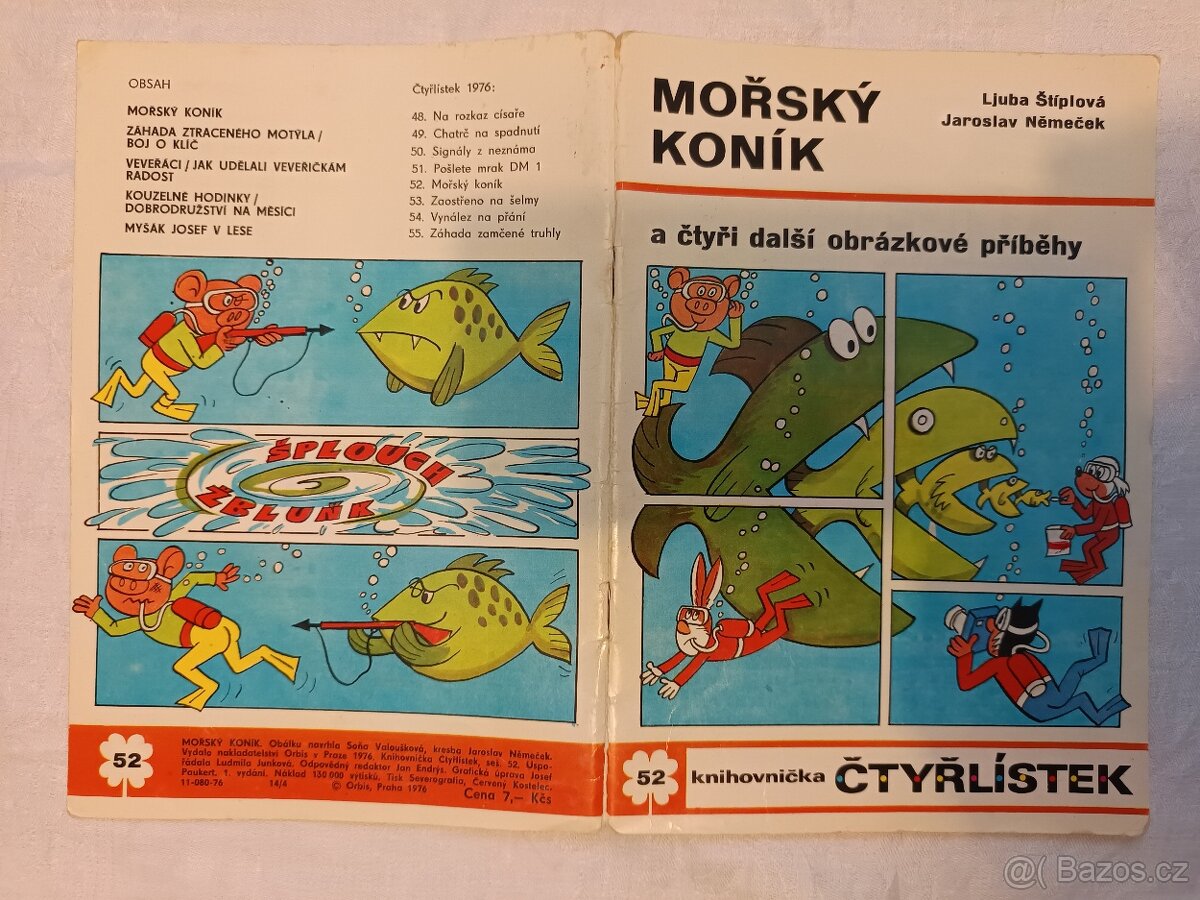 OBSAH
MOŘSKÝ KONÍK
ZÁHADA ZTRACENÉHO MOTÝLA /
BOJ O KLÍČ
VEVEŘÁCI / JAK UDĚLALI VEVEŘIČKÁM
RADOST
KOUZELNÉ HODINKY /
DOBRODRUŽSTVÍ NA MĚSÍCI
MYŠÁK JOSEF V LESE
Čtyřlístek 1976:
48. Na rozkaz císaře
49. Chatrč na spadnutí
50. Signály z neznáma
51. Pošlete mrak DM 1
52. Mořský koník
53. Zaostřeno na šelmy
54. Vynález na přání
55. Záhada zamčené truhly
ŠPLOUCH
ŽBLUŇK
52
MOŘSKÝ KONÍK. Obálku navrhla Soňa Valoušková, kresba Jaroslav Němeček.
Vydalo nakladatelství Orbis v Praze 1976. Knihovnička Čtyřlístek, seš. 52. Uspo-
řádala Ludmila Junková. Odpovědný redaktor Jan Endrýs. Grafická úprava Josef
Paukert. 1. vydání. Náklad 130 000 výtisků. Tisk Severografia, Červený Kostelec.
11-080-76 14/4 © Orbis, Praha 1976
Cena 7,— Kčs
MOŘSKÝ
KONÍK
Ljuba Štíplová
Jaroslav Němeček
a čtyři další obrázkové příběhy
52 knihovnička ČTYŘLÍSTEK
@( Bazos.cz